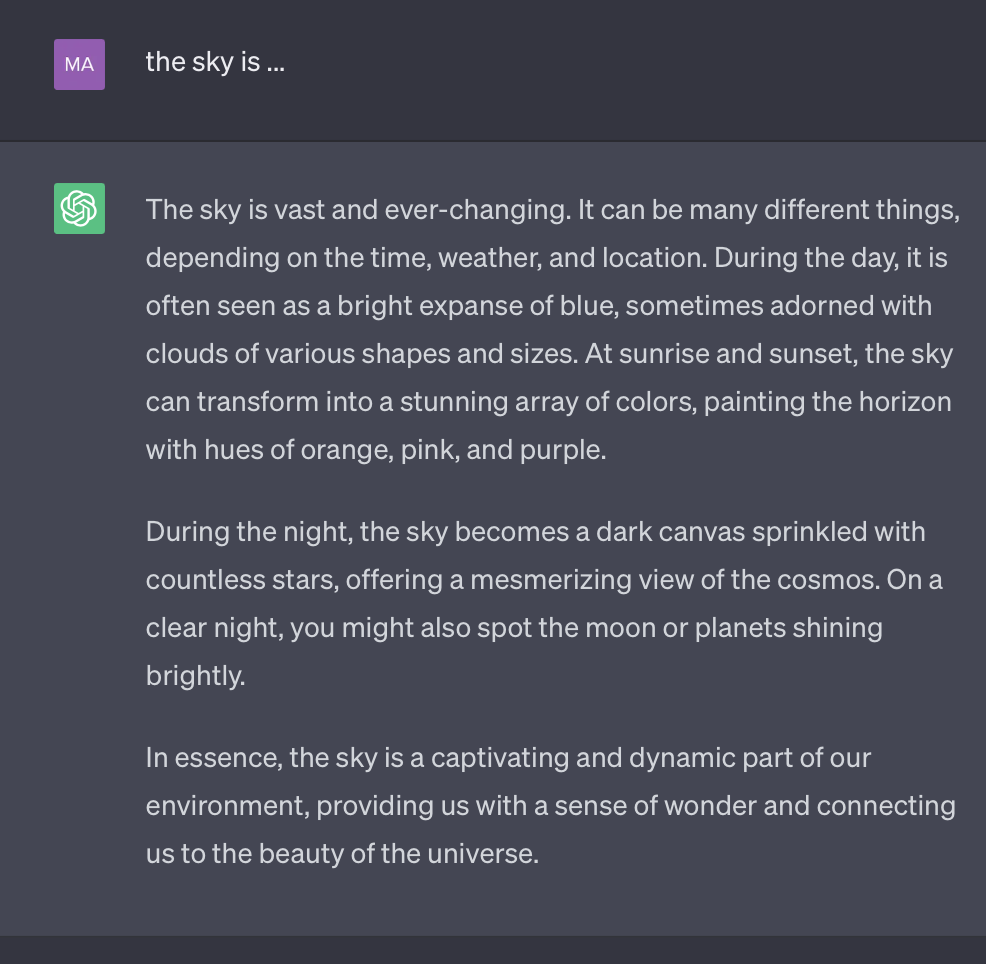 MA
the sky is ...
The sky is vast and ever-changing. It can be many different things,
depending on the time, weather, and location. During the day, it is
often seen as a bright expanse of blue, sometimes adorned with
clouds of various shapes and sizes. At sunrise and sunset, the sky
can transform into a stunning array of colors, painting the horizon
with hues of orange, pink, and purple.
During the night, the sky becomes a dark canvas sprinkled with
countless stars, offering a mesmerizing view of the cosmos. On a
clear night, you might also spot the moon or planets shining
brightly.
In essence, the sky is a captivating and dynamic part of our
environment, providing us with a sense of wonder and connecting
us to the beauty of the universe.